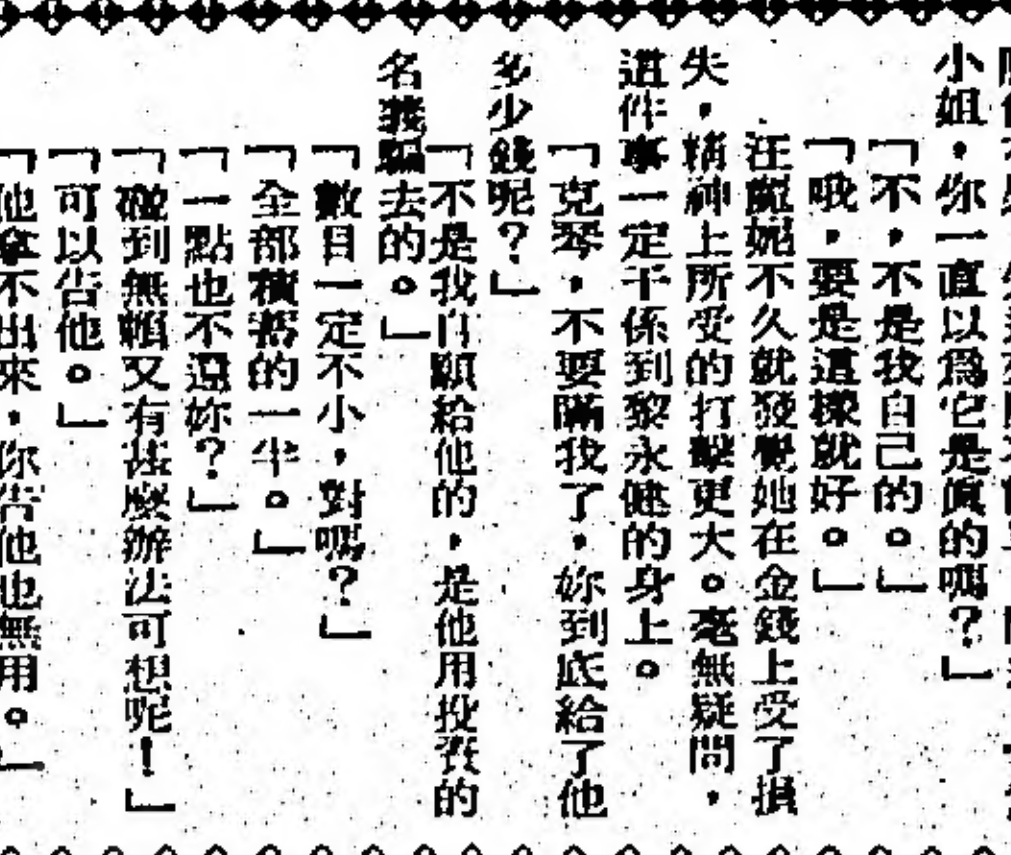 小姐，你一直以為它是真的嗎？」
「不，不是我自己的。」
「哦，要是這樣就好。」
汪麗妮不久就發覺她在金錢上受了損
失，精神上所受的打擊更大。毫無疑問，
這件事一定干係到黎永健的身上。
「克琴，不要瞞我了，妳到底給了他
多少錢呢？」
「不是我自願給他的，是他用投資的
名義騙去的。」
「數目一定不小，對嗎？」
「全部積蓄的一半。」
「一點也不還妳？」
「碰到無賴又有甚麼辦法可想呢！」
「可以告他。」
「他拿不出來，你告他也無用。」